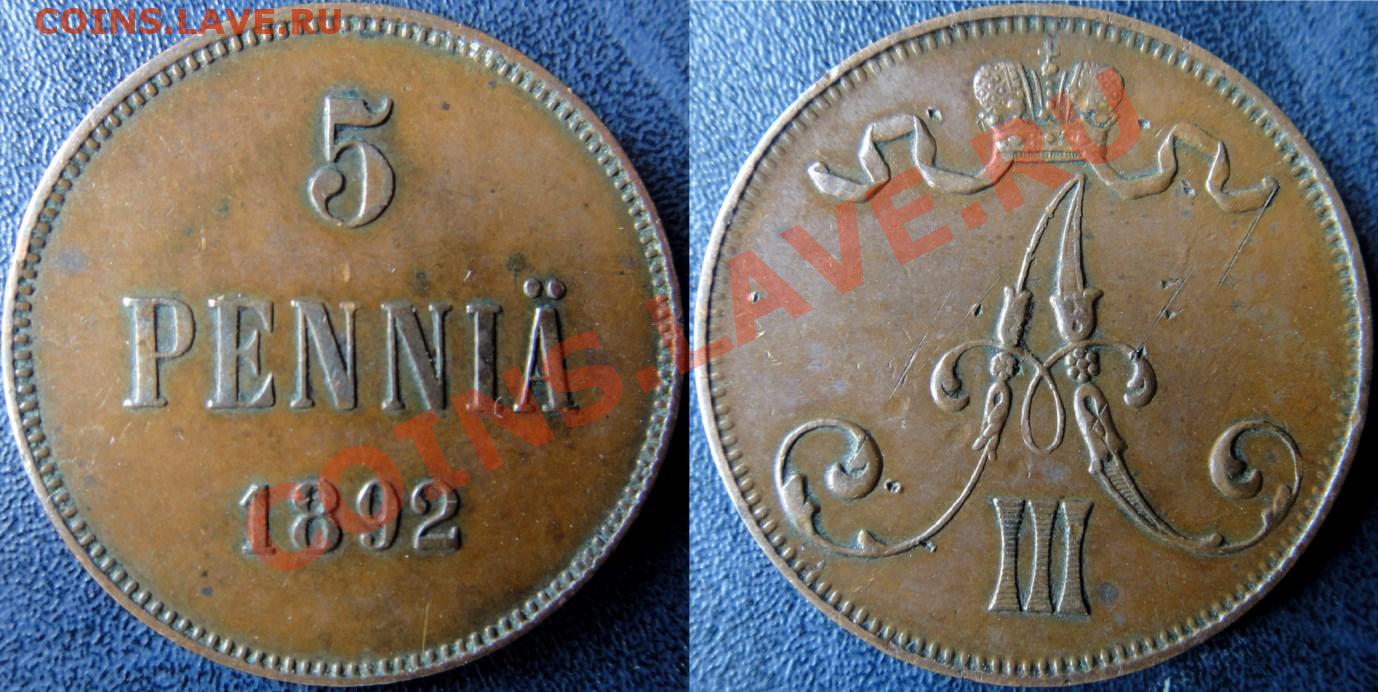 COINS.LAVE.RU
5
PENNIÄ
1892
COINS.LAVE.RU
A
III